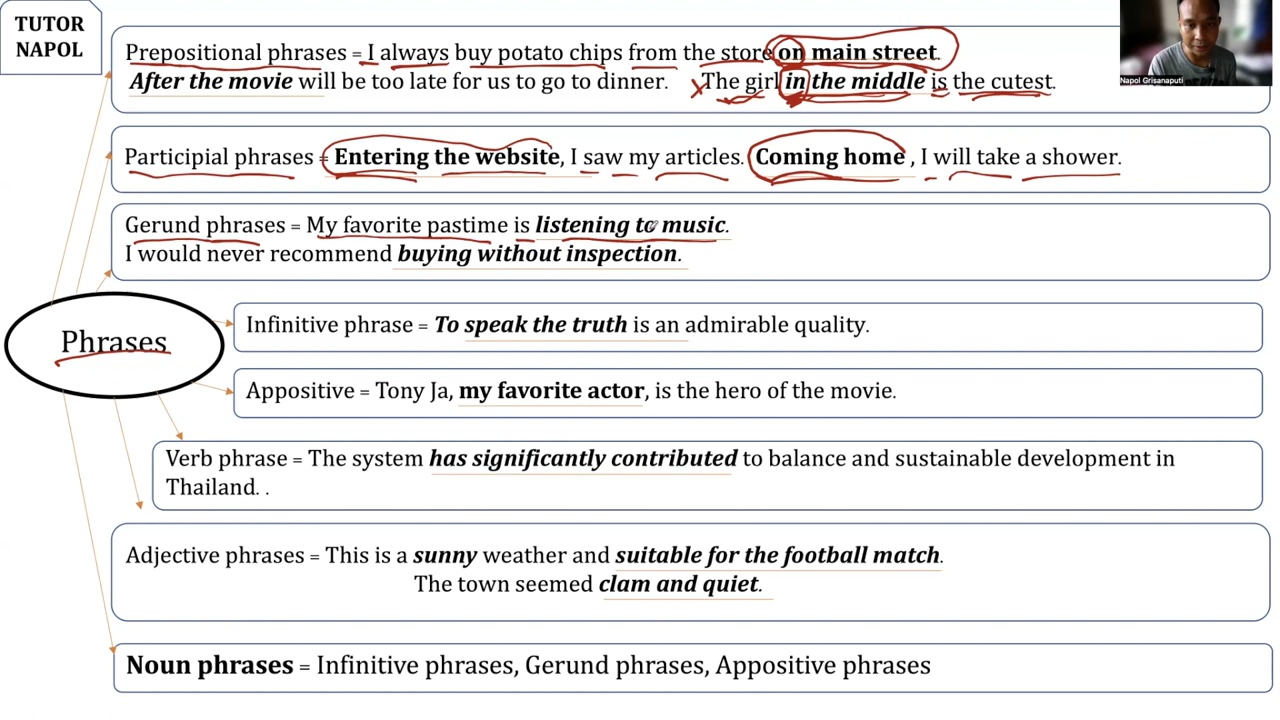 TUTOR
NAPOL
Prepositional phrases = I always buy potato chips from the store on main street.
After the movie will be too late for us to go to dinner. The girl in the middle is the cutest.
Napol Grisanaputi
Participial phrases = Entering the website, I saw my articles. Coming home , I will take a shower.
Gerund phrases = My favorite pastime is listening to music.
I would never recommend buying without inspection.
Phrases
Infinitive phrase = To speak the truth is an admirable quality.
Appositive = Tony Ja, my favorite actor, is the hero of the movie.
Verb phrase = The system has significantly contributed to balance and sustainable development in
Thailand. .
Adjective phrases = This is a sunny weather and suitable for the football match.
The town seemed clam and quiet.
Noun phrases = Infinitive phrases, Gerund phrases, Appositive phrases